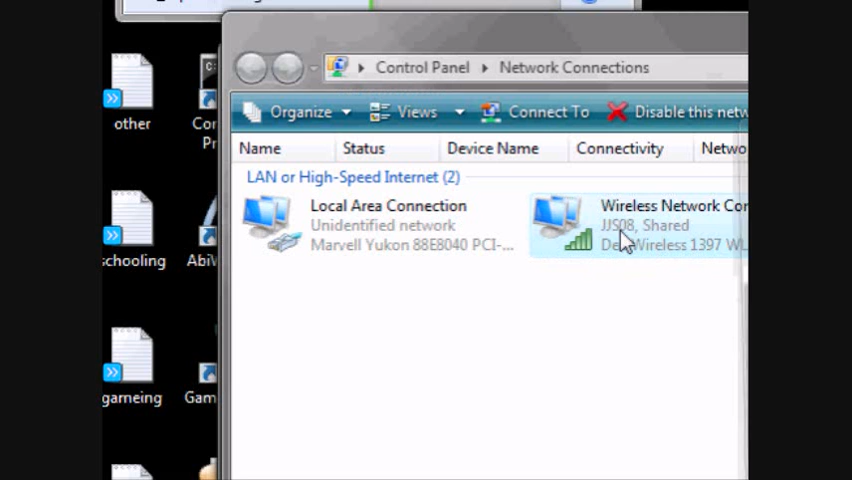 Control Panel Network Connections
Organize Views Connect To Disable this netw
Name Status Device Name Connectivity Netwo
LAN or High-Speed Internet (2)
Local Area Connection
Unidentified network
Marvell Yukon 88E8040 PCI-...
Wireless Network Con
JJS08, Shared
Wireless 1397 WL
other
Co
Pr
schooling
AbiW
gameing
Gam